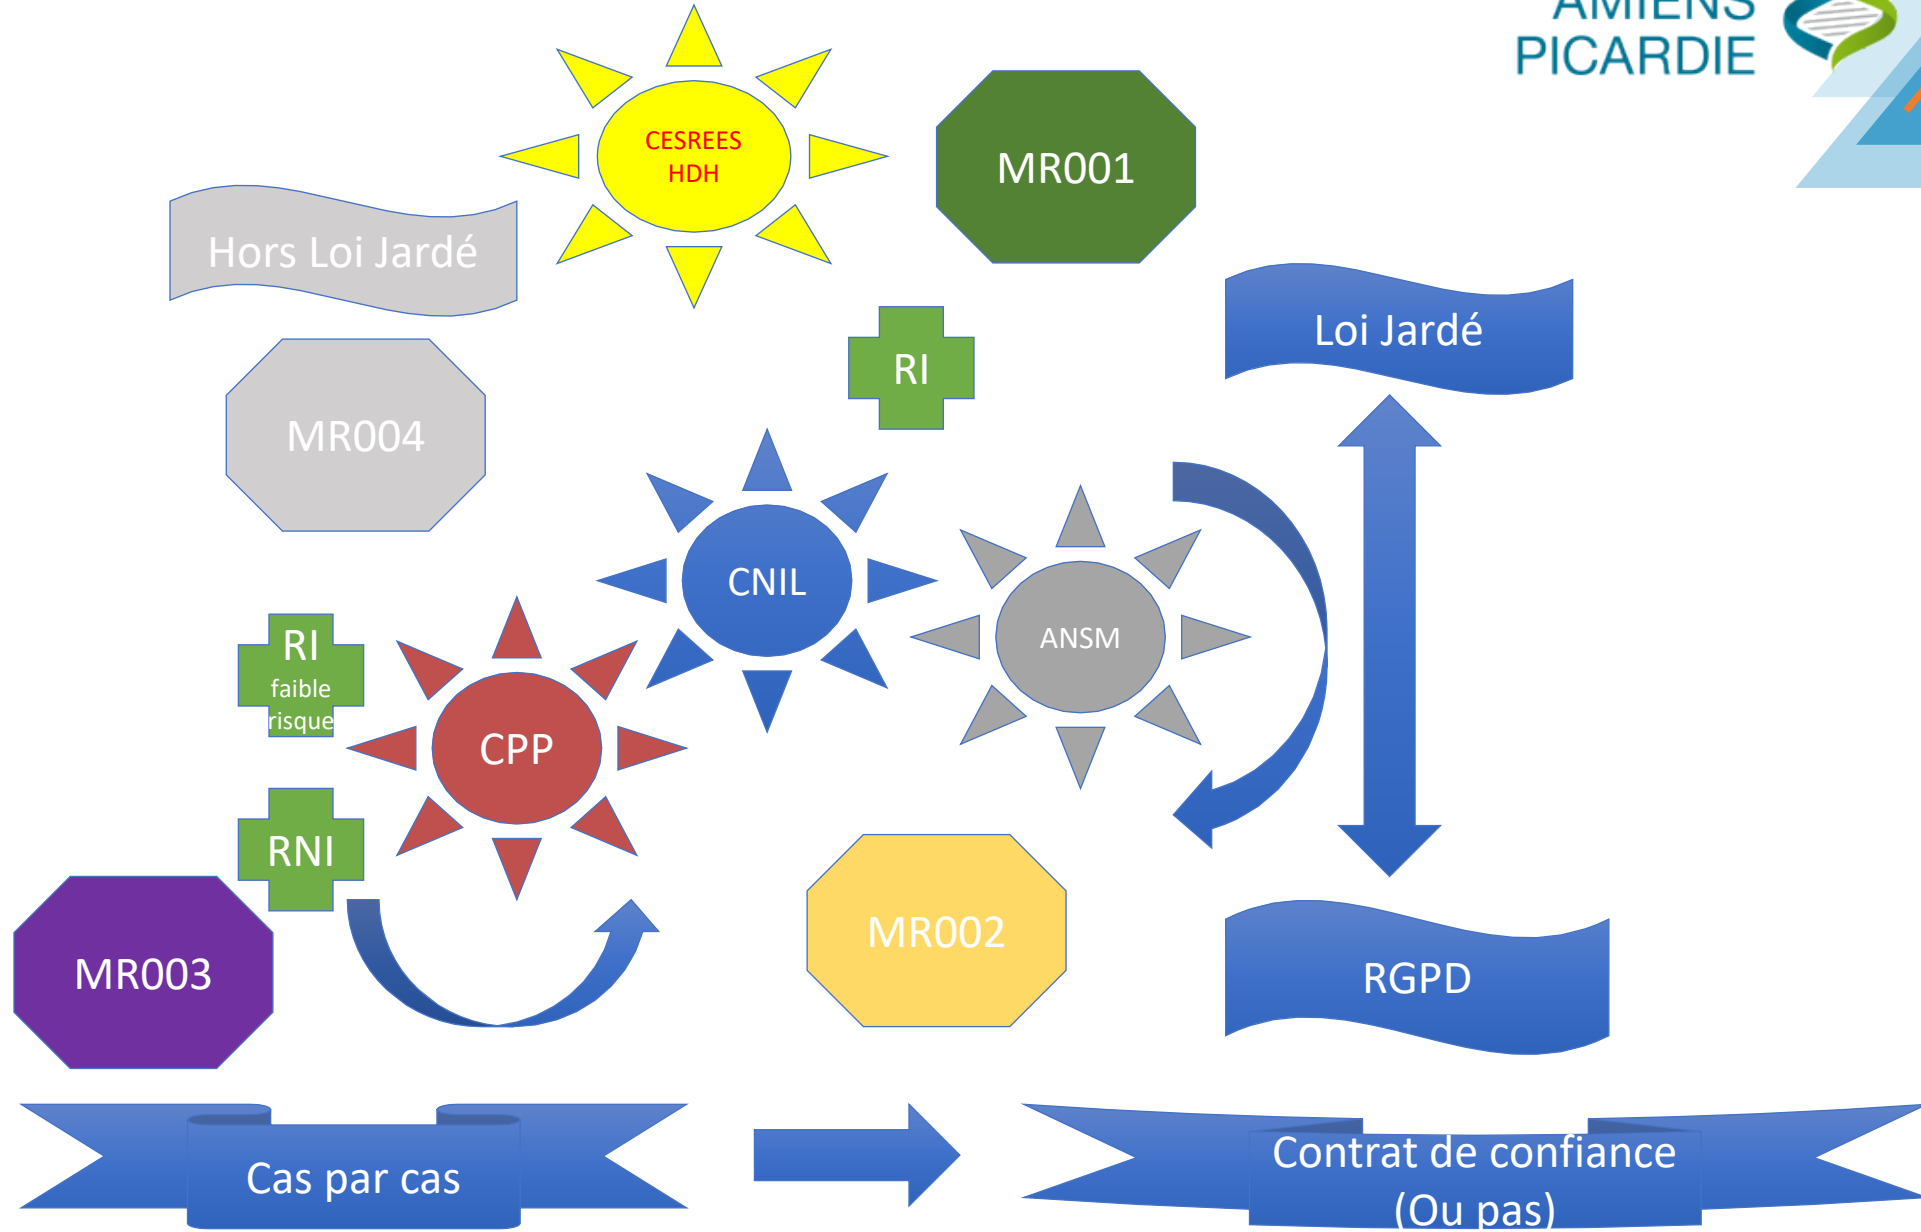 AMIENS
PICARDIE
CESREES
HDH
MR001
Hors Loi Jardé
Loi Jardé
RI
MR004
CNIL
ANSM
RI
faible
risque
CPP
RNI
MR002
MR003
RGPD
Cas par cas
Contrat de confiance
(Ou pas)